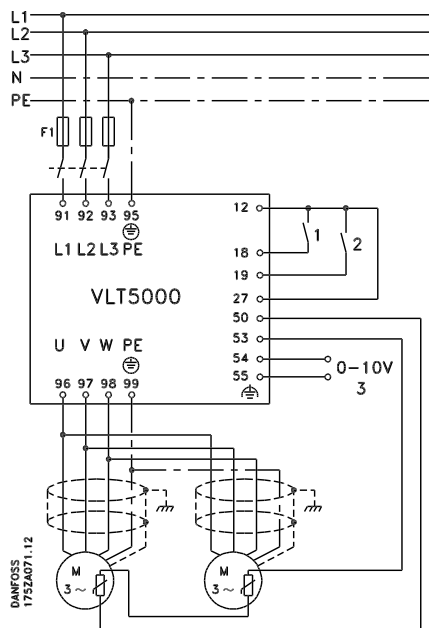 L1
L2
L3
N
PE
F1
91 92 93 95
L1 L2 L3 PE
VLT5000
U V W PE
96 97 98 99
12
18
19
27
50
53
54
55
1
2
0-10V
3
M
3 ~
M
3 ~
DANFOSS
175ZA071.12